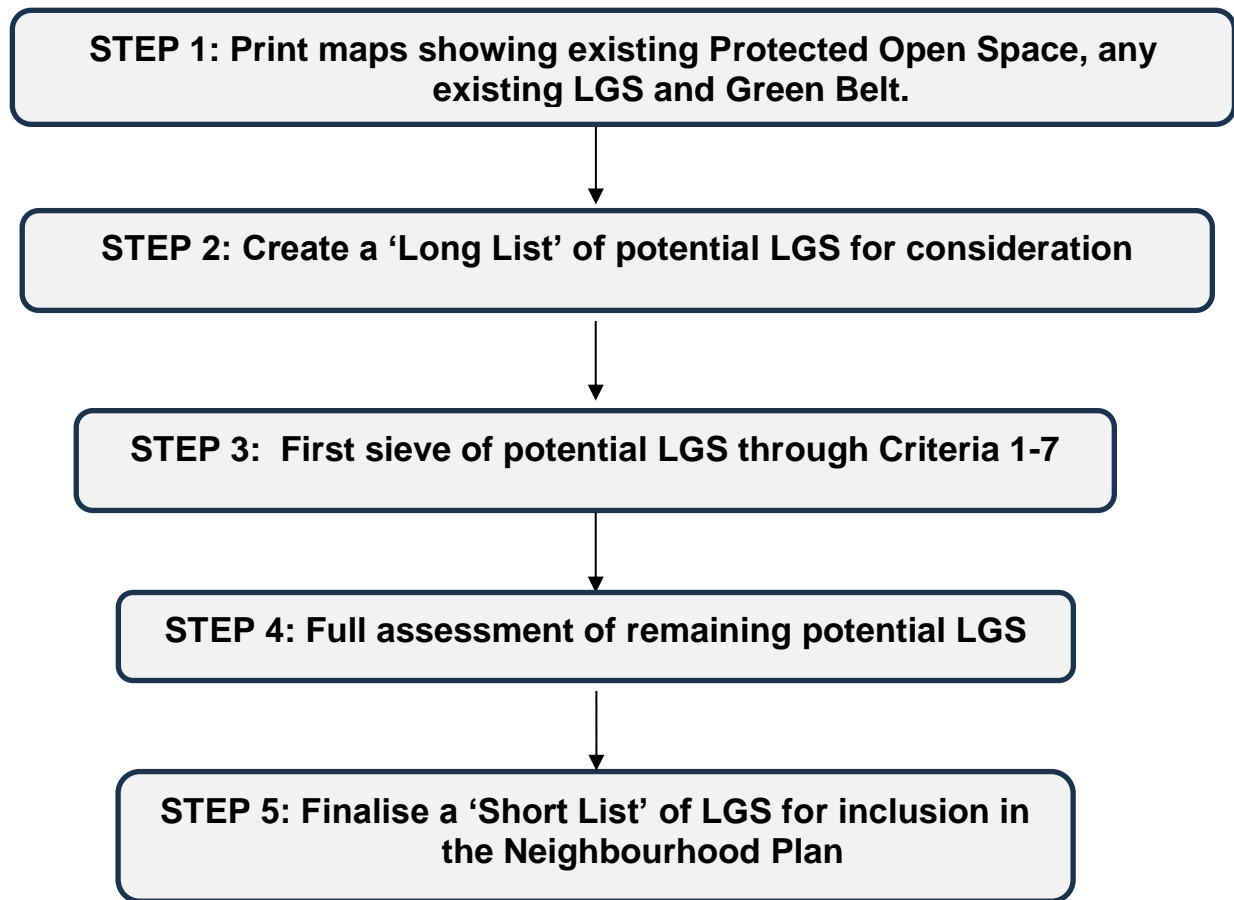 STEP 1: Print maps showing existing Protected Open Space, any
existing LGS and Green Belt.
STEP 2: Create a ‘Long List’ of potential LGS for consideration
STEP 3:  First sieve of potential LGS through Criteria 1-7
STEP 4: Full assessment of remaining potential LGS
STEP 5: Finalise a ‘Short List’ of LGS for inclusion in
the Neighbourhood Plan